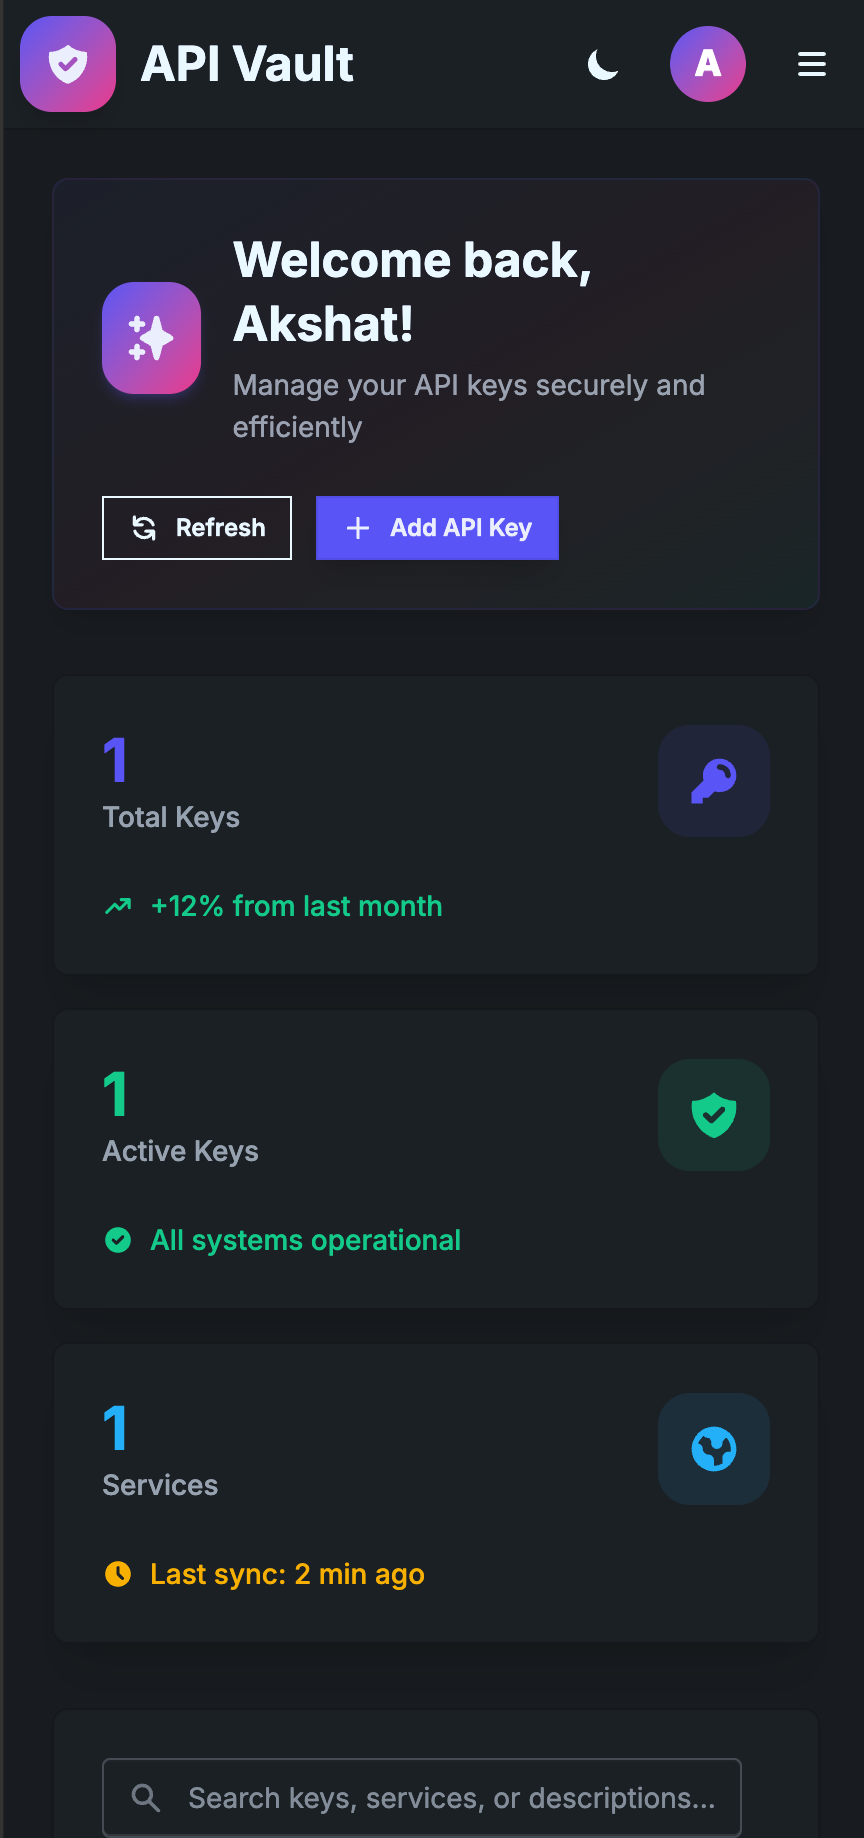 API Vault
A
Welcome back,
Akshat!
Manage your API keys securely and
efficiently
Refresh
Add API Key
1
Total Keys
+12% from last month
1
Active Keys
All systems operational
1
Services
Last sync: 2 min ago
Search keys, services, or descriptions...